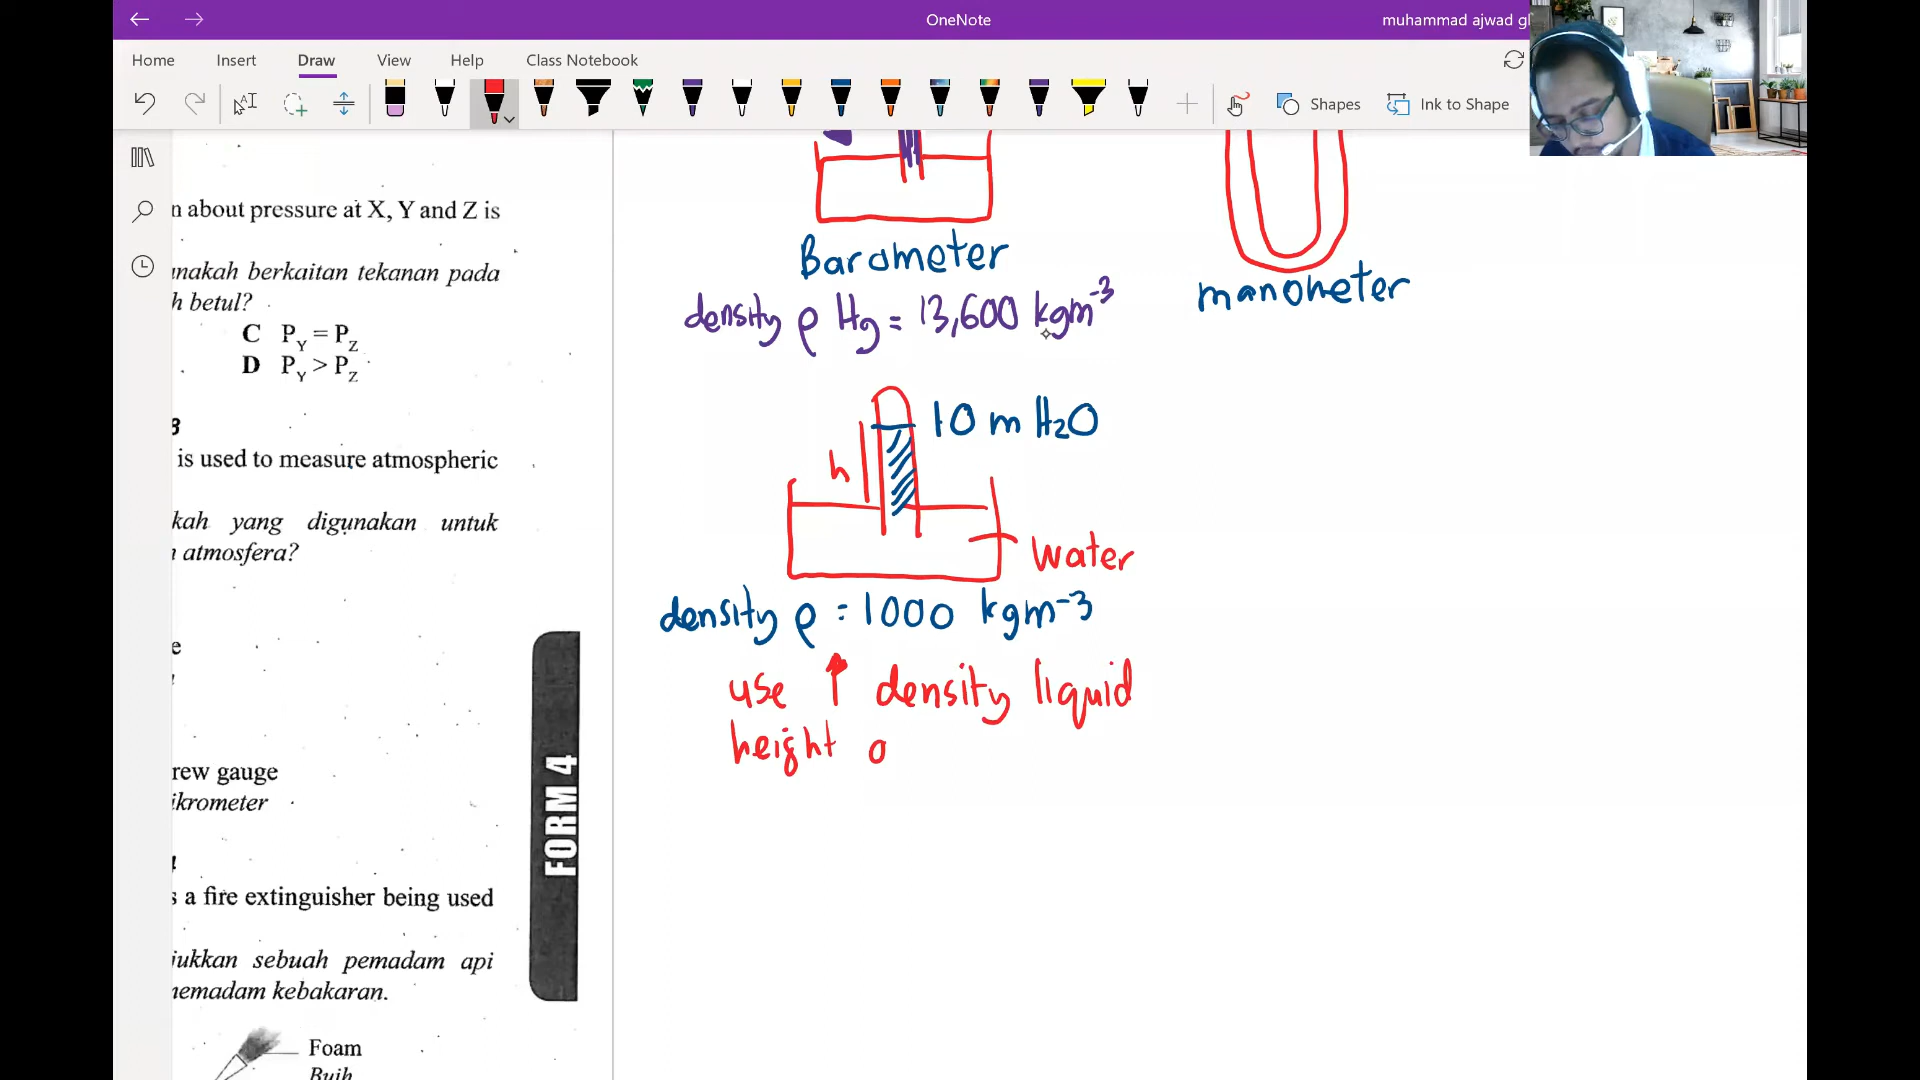 OneNote
muhammad ajwad
Home Insert Draw View Help Class Notebook
Shapes Ink to Shape
n about pressure at X, Y and Z is
nakah berkaitan tekanan pada
h betul?
C P_Y = P_Z
D P_Y > P_Z
3
is used to measure atmospheric
kah yang digunakan untuk
atmosfera?
e
rew gauge
ikrometer
s a fire extinguisher being used
jukkan sebuah pemadam api
nemadam kebakaran.
Foam
Buih
FORM 4
Barometer
manometer
density ρ Hg = 13,600 kgm⁻³
10 m H₂O
h
water
density ρ = 1000 kgm⁻³
use ↑ density liquid
height o